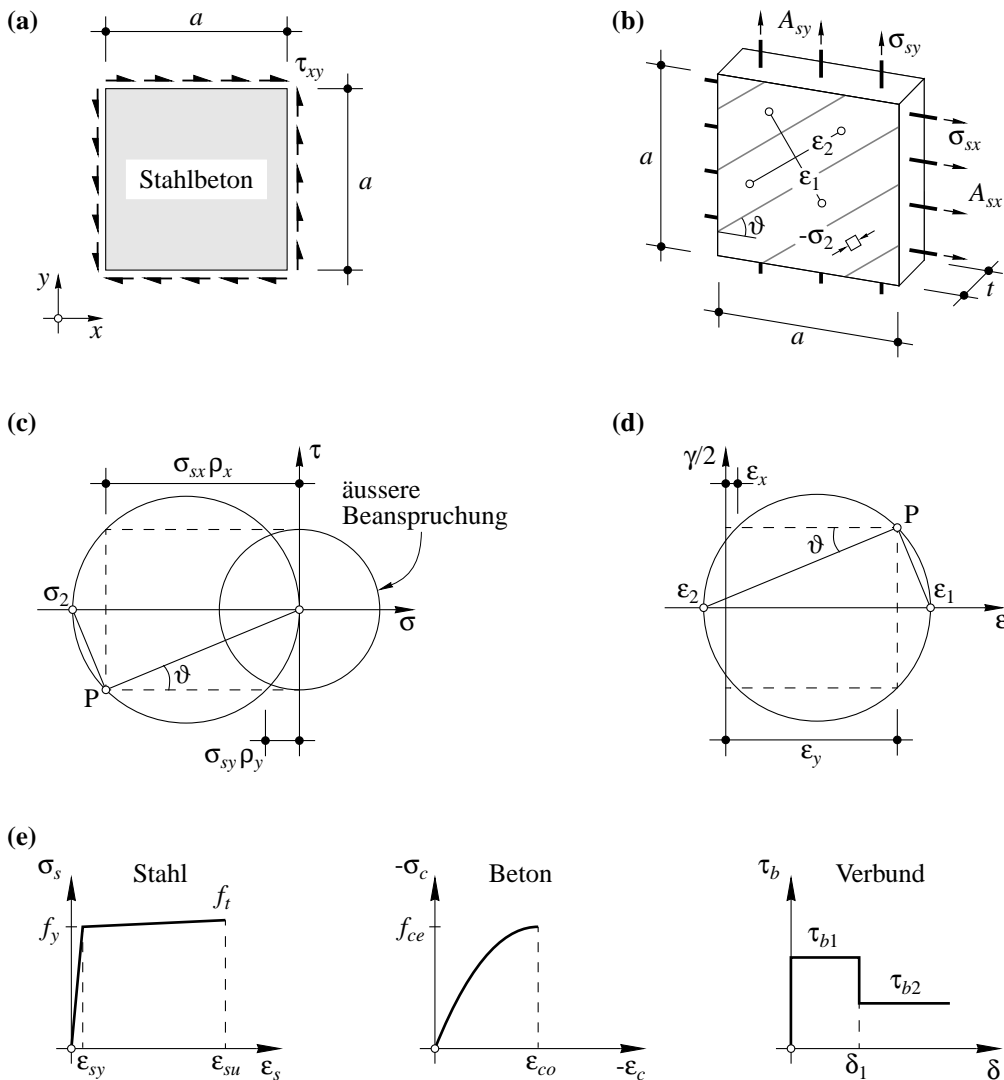 (a)
a
τxy
Stahlbeton
a
y
x
(b)
Asy
σsy
a
ε2
ε1
σsx
Asx
ϑ
-σ2
t
a
(c)
σsx ρx
τ
äussere
Beanspruchung
σ2
σ
ϑ
P
σsy ρy
(d)
γ/2
εx
P
ϑ
ε2
ε1
ε
εy
(e)
σs
Stahl
ft
fy
εsy
εsu
εs
-σc
Beton
fce
εco
-εc
τb
Verbund
τb1
τb2
δ1
δ